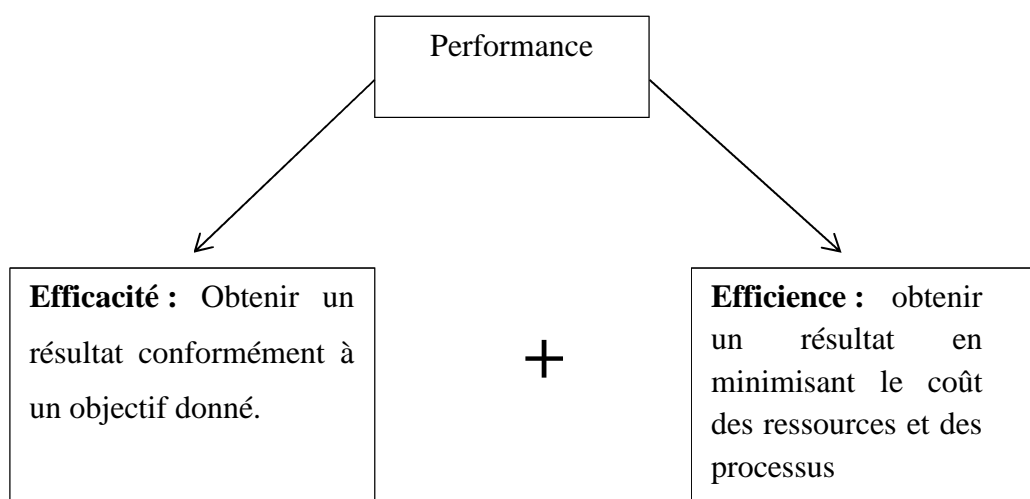 Performance
Efficacité : Obtenir un
résultat conformément à
un objectif donné.
+
Efficience : obtenir
un résultat en
minimisant le coût
des ressources et des
processus